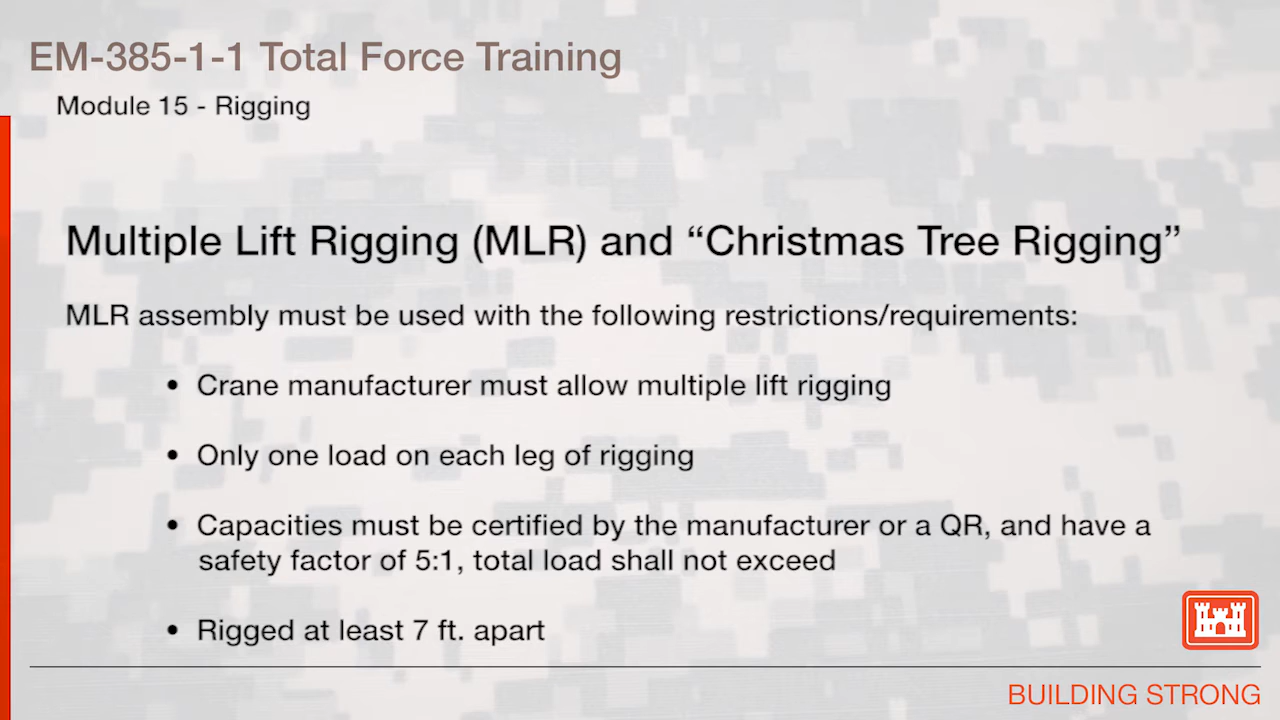 EM-385-1-1 Total Force Training
Module 15 - Rigging
Multiple Lift Rigging (MLR) and “Christmas Tree Rigging”
MLR assembly must be used with the following restrictions/requirements:
• Crane manufacturer must allow multiple lift rigging
• Only one load on each leg of rigging
• Capacities must be certified by the manufacturer or a QR, and have a
safety factor of 5:1, total load shall not exceed
• Rigged at least 7 ft. apart
BUILDING STRONG